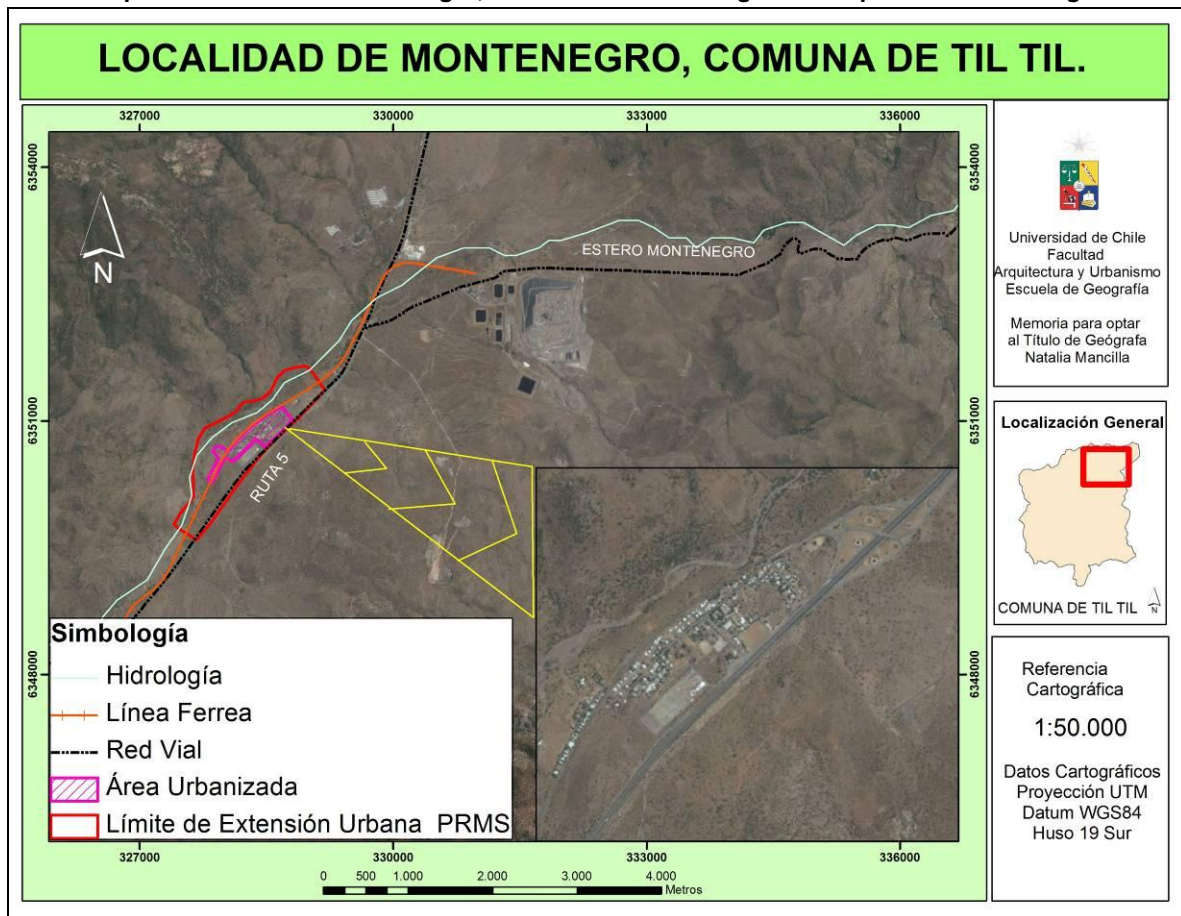 LOCALIDAD DE MONTENEGRO, COMUNA DE TIL TIL.
327000
330000
333000
336000
6354000
6354000
ESTERO MONTENEGRO
N
6351000
6351000
RUTA 5
6348000
6348000
Simbología
Hidrología
Línea Ferrea
Red Vial
Área Urbanizada
Límite de Extensión Urbana PRMS
327000
330000
333000
336000
0 500 1.000 2.000 3.000 4.000
Metros
Universidad de Chile
Facultad
Arquitectura y Urbanismo
Escuela de Geografía
Memoria para optar
al Título de Geógrafa
Natalia Mancilla
Localización General
COMUNA DE TIL TIL
N
Referencia
Cartográfica
1:50.000
Datos Cartográficos
Proyección UTM
Datum WGS84
Huso 19 Sur